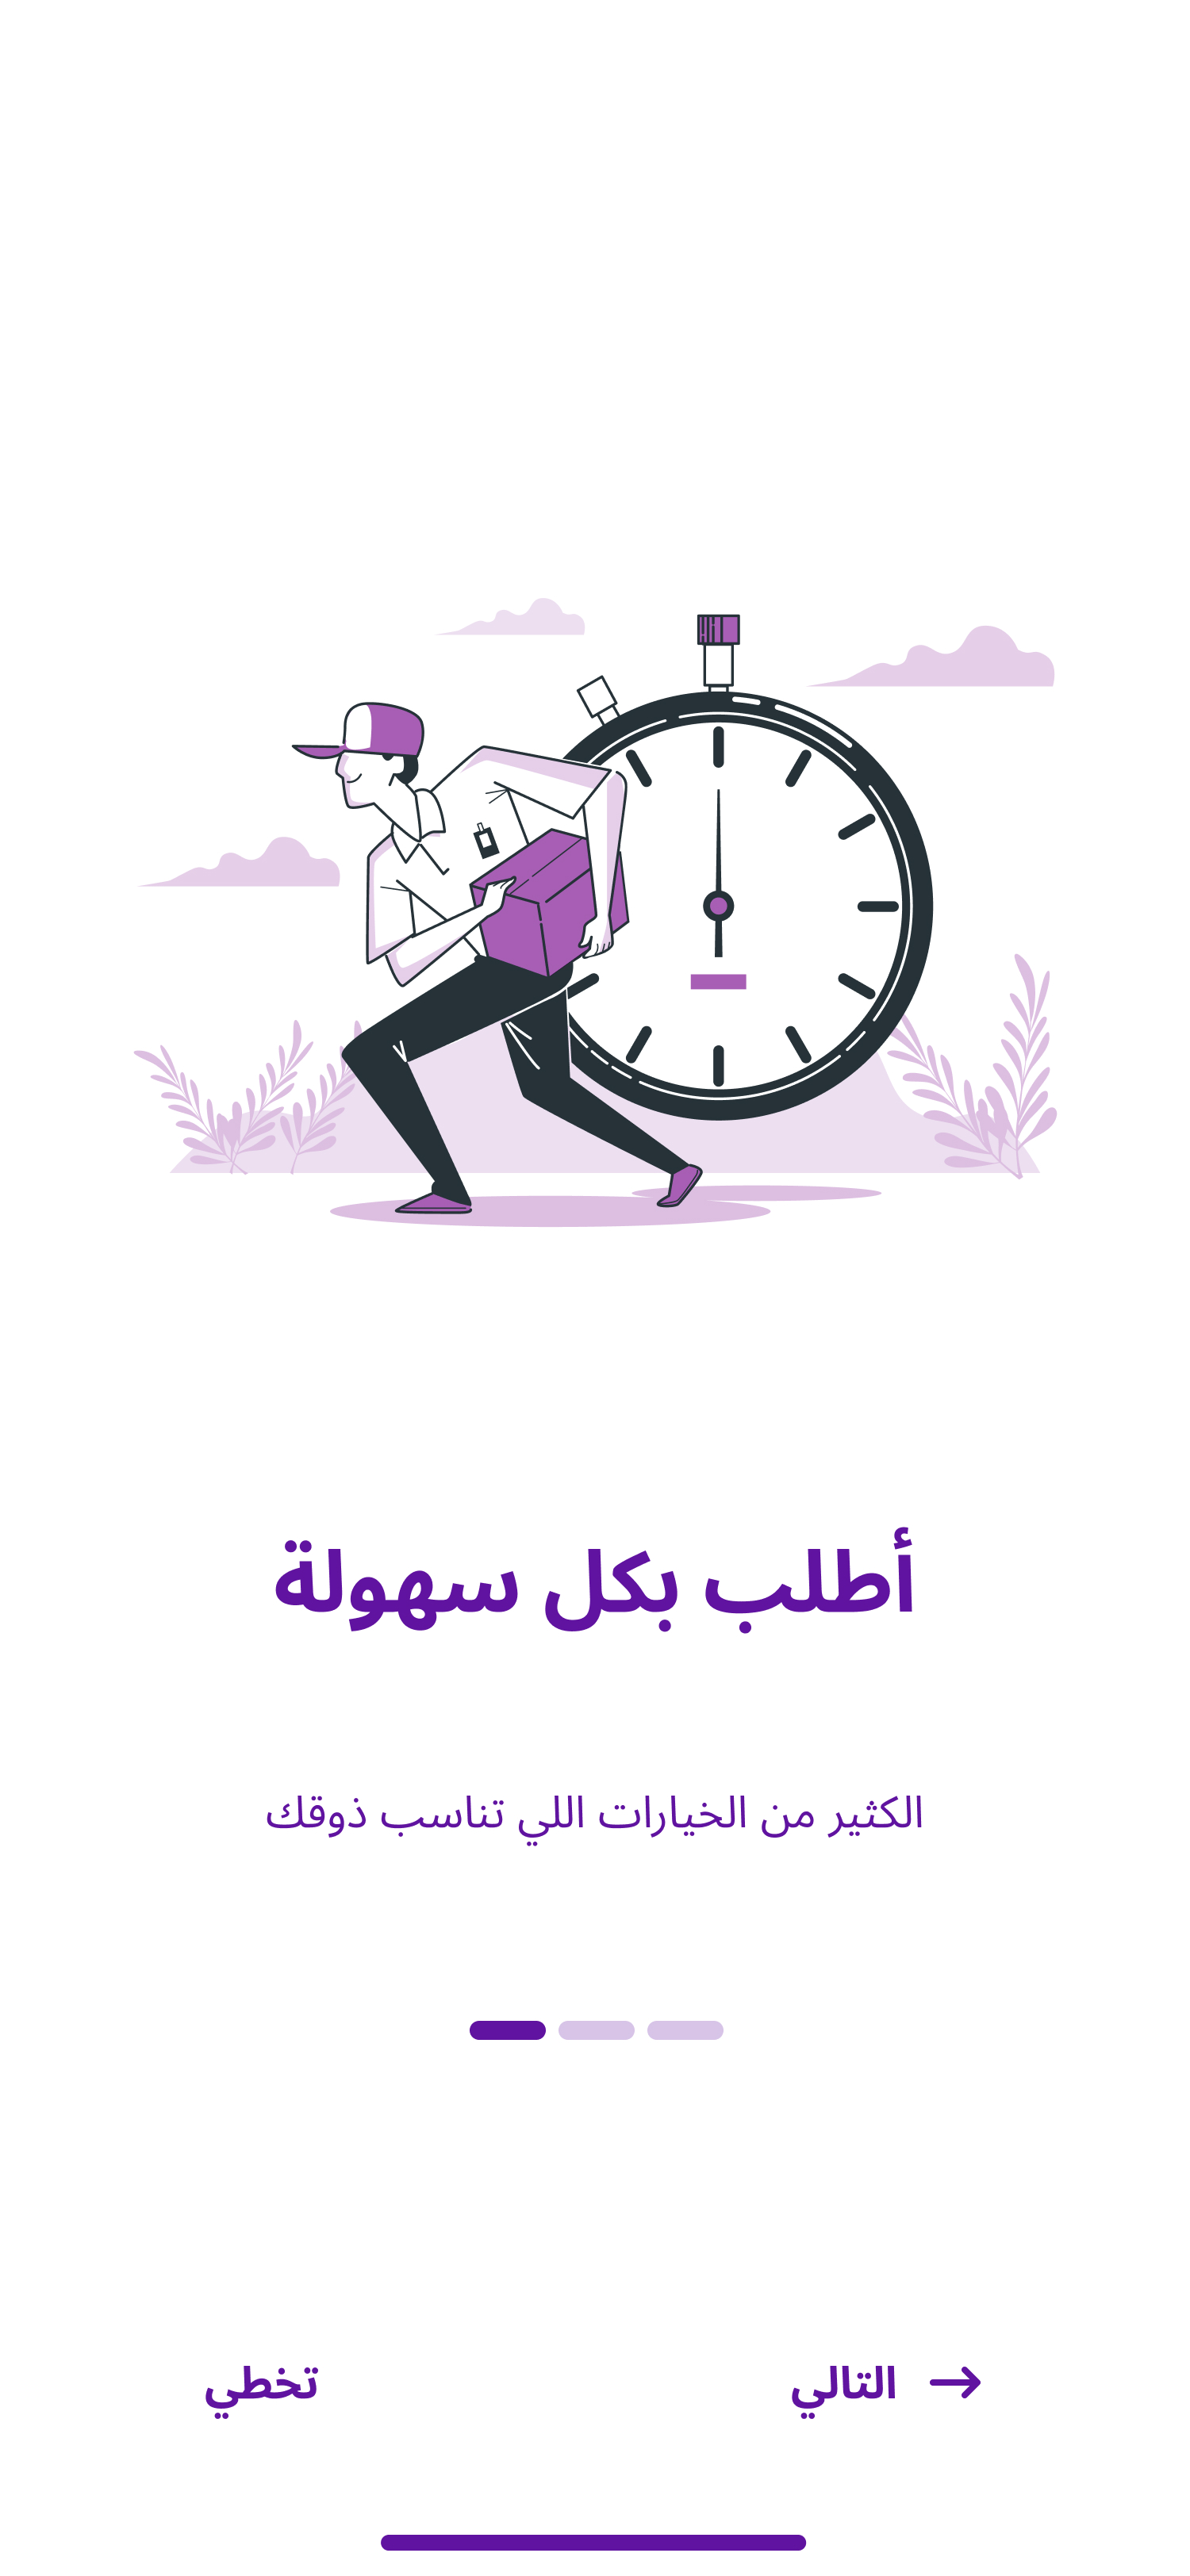 أطلب بكل سهولة
الكثير من الخيارات اللي تناسب ذوقك
التالي
تخطي